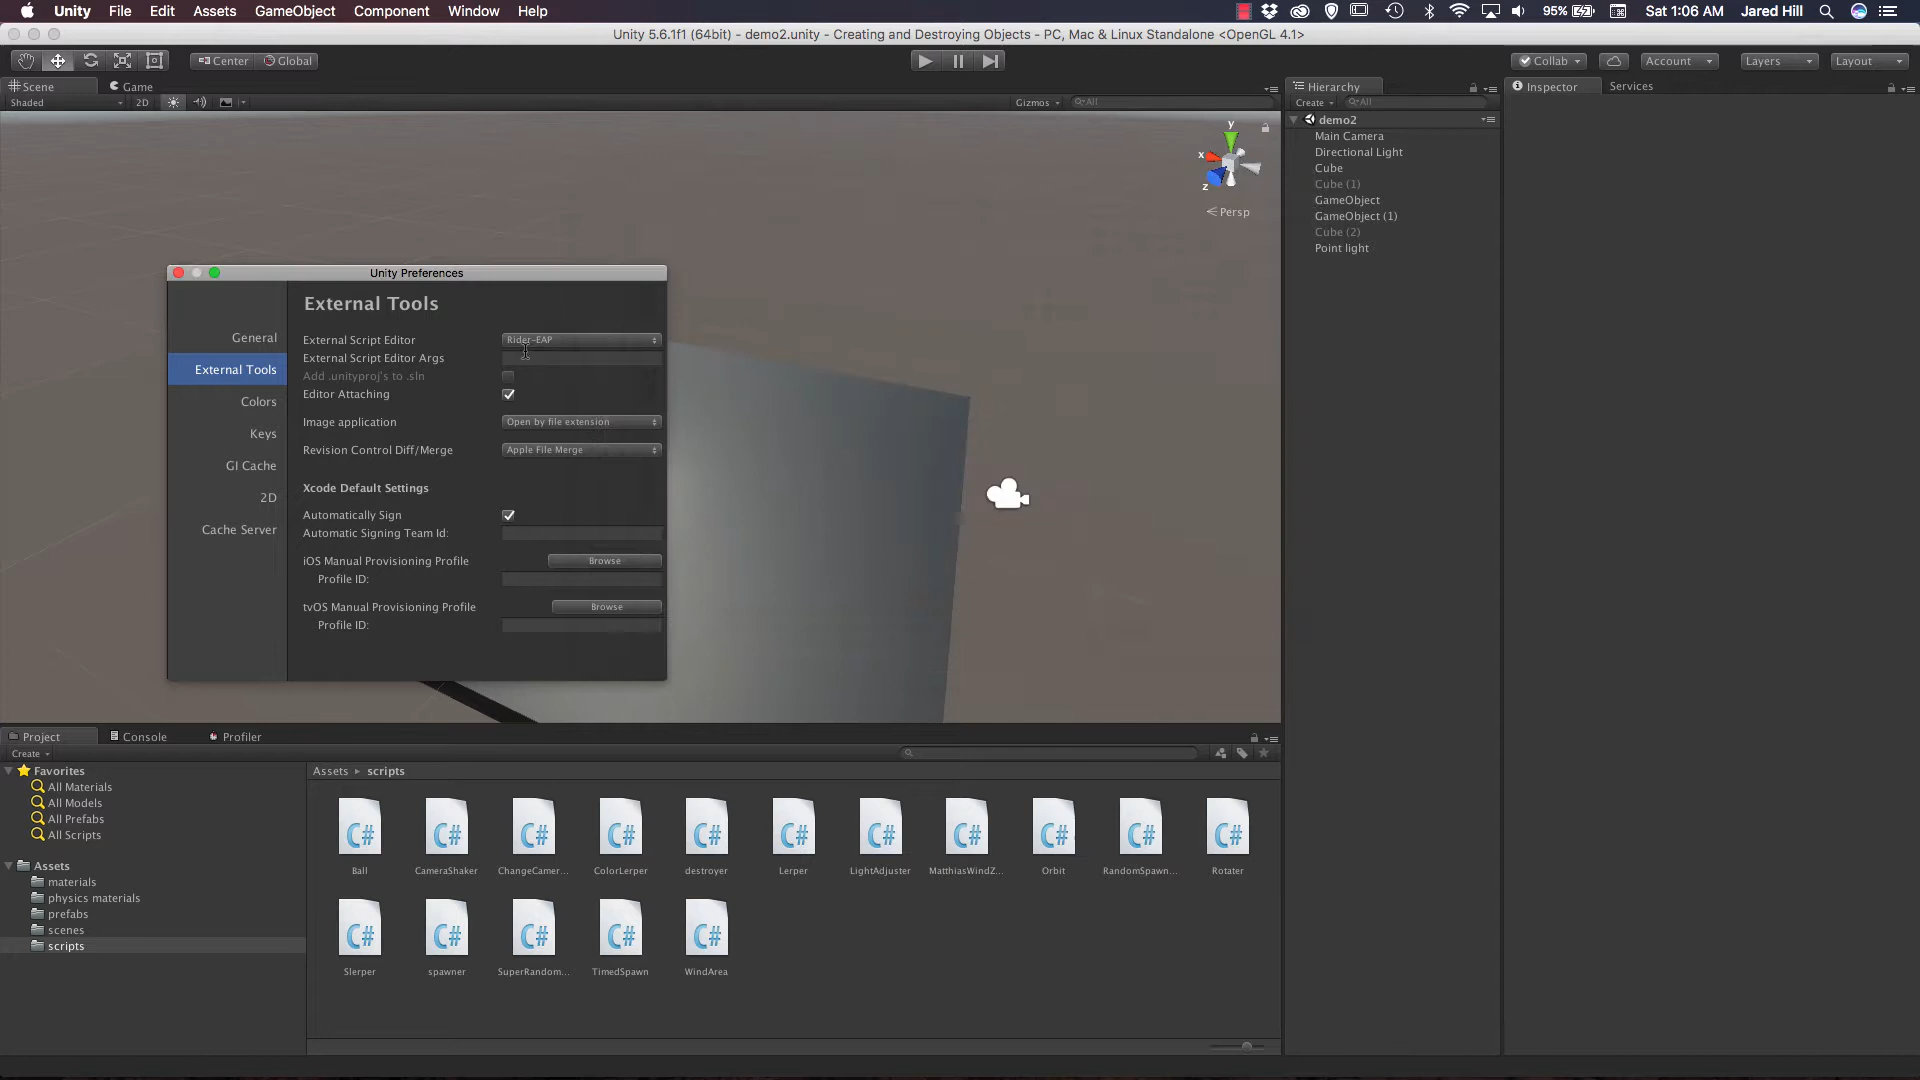 Unity File Edit Assets GameObject Component Window Help 95% Sat 1:06 AM Jared Hill
Unity 5.6.1f1 (64bit) - demo2.unity - Creating and Destroying Objects - PC, Mac & Linux Standalone <OpenGL 4.1>
Center Global Collab Account Layers Layout
Scene Game
Shaded 2D Gizmos All
y
x
z
Persp
Hierarchy
Create All
demo2
Main Camera
Directional Light
Cube
Cube (1)
GameObject
GameObject (1)
Cube (2)
Point light
Inspector Services
Unity Preferences
General
External Tools
Colors
Keys
GI Cache
2D
Cache Server
External Tools
External Script Editor Rider-EAP
External Script Editor Args
Add .unityproj's to .sln
Editor Attaching
Image application Open by file extension
Revision Control Diff/Merge Apple File Merge
Xcode Default Settings
Automatically Sign
Automatic Signing Team Id:
iOS Manual Provisioning Profile Browse
Profile ID:
tvOS Manual Provisioning Profile Browse
Profile ID:
Project Console Profiler
Create
Favorites
All Materials
All Models
All Prefabs
All Scripts
Assets
materials
physics materials
prefabs
scenes
scripts
Assets scripts
C# C# C# C# C# C# C# C# C# C# C#
Ball CameraShaker ChangeCamer... ColorLerper destroyer Lerper LightAdjuster MatthiasWindZ... Orbit RandomSpawn... Rotater
C# C# C# C# C#
Slerper spawner SuperRandom... TimedSpawn WindArea